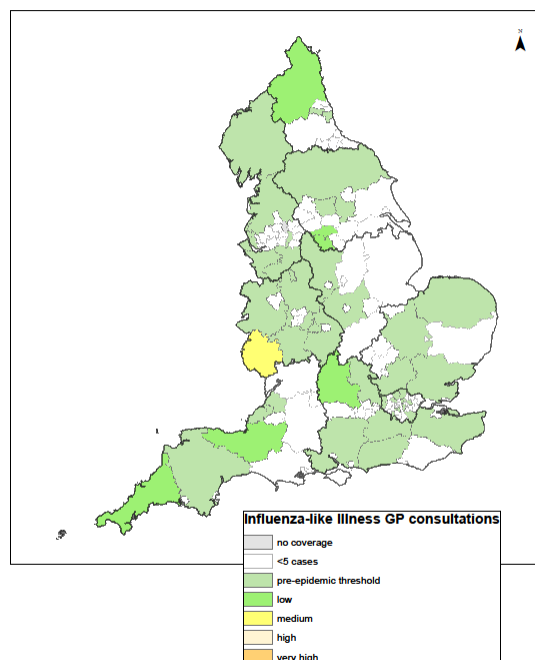 N
Influenza-like Illness GP consultations
no coverage
<5 cases
pre-epidemic threshold
low
medium
high
very high